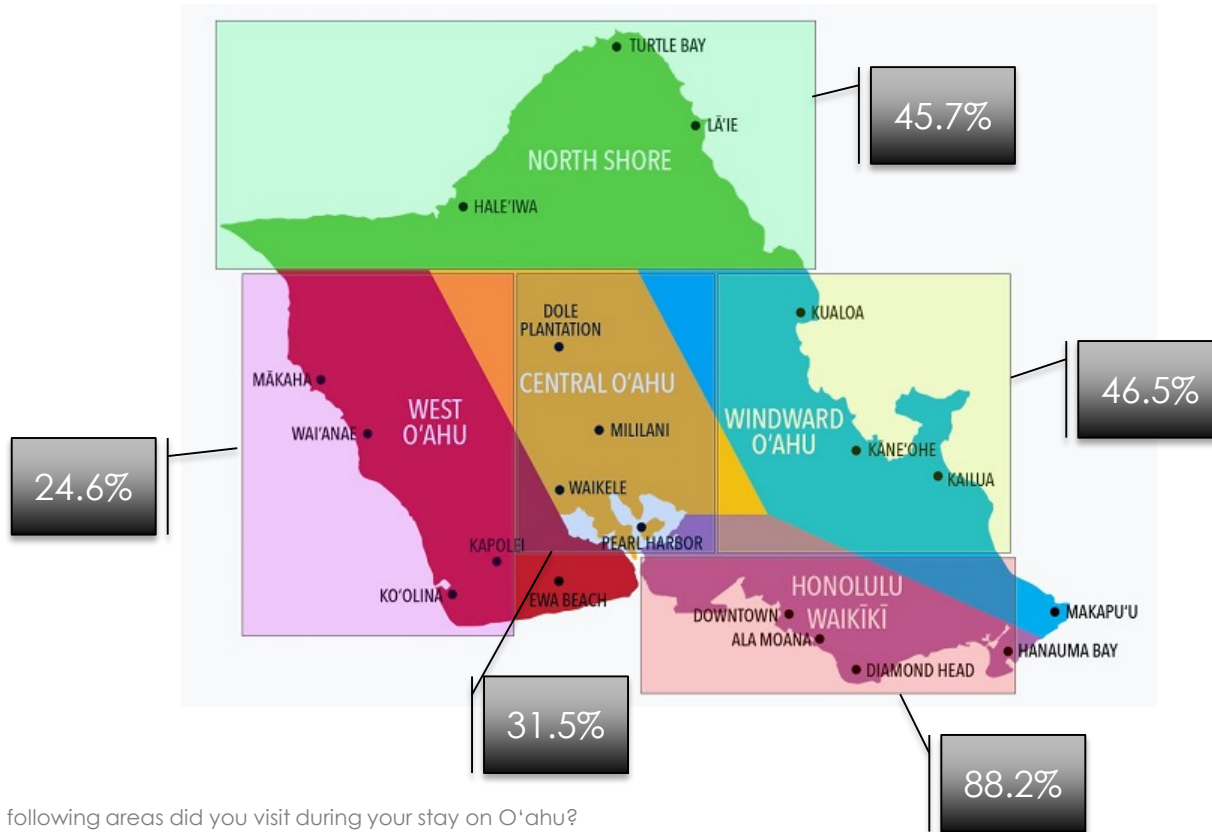 TURTLE BAY
45.7%
LĀ'IE
NORTH SHORE
HALE'IWA
KUALOA
DOLE
PLANTATION
MĀKAHA
CENTRAL O'AHU
46.5%
WEST
O'AHU
WINDWARD
O'AHU
WAI'ANAE
MILILANI
KĀNE'OHE
KAILUA
24.6%
WAIKELE
PEARL HARBOR
KAPOLEI
EWA BEACH
KO'OLINA
HONOLULU
WAIKĪKĪ
DOWNTOWN
ALA MOANA
MAKAPU'U
HANAUMA BAY
DIAMOND HEAD
31.5%
88.2%
following areas did you visit during your stay on Oʻahu?